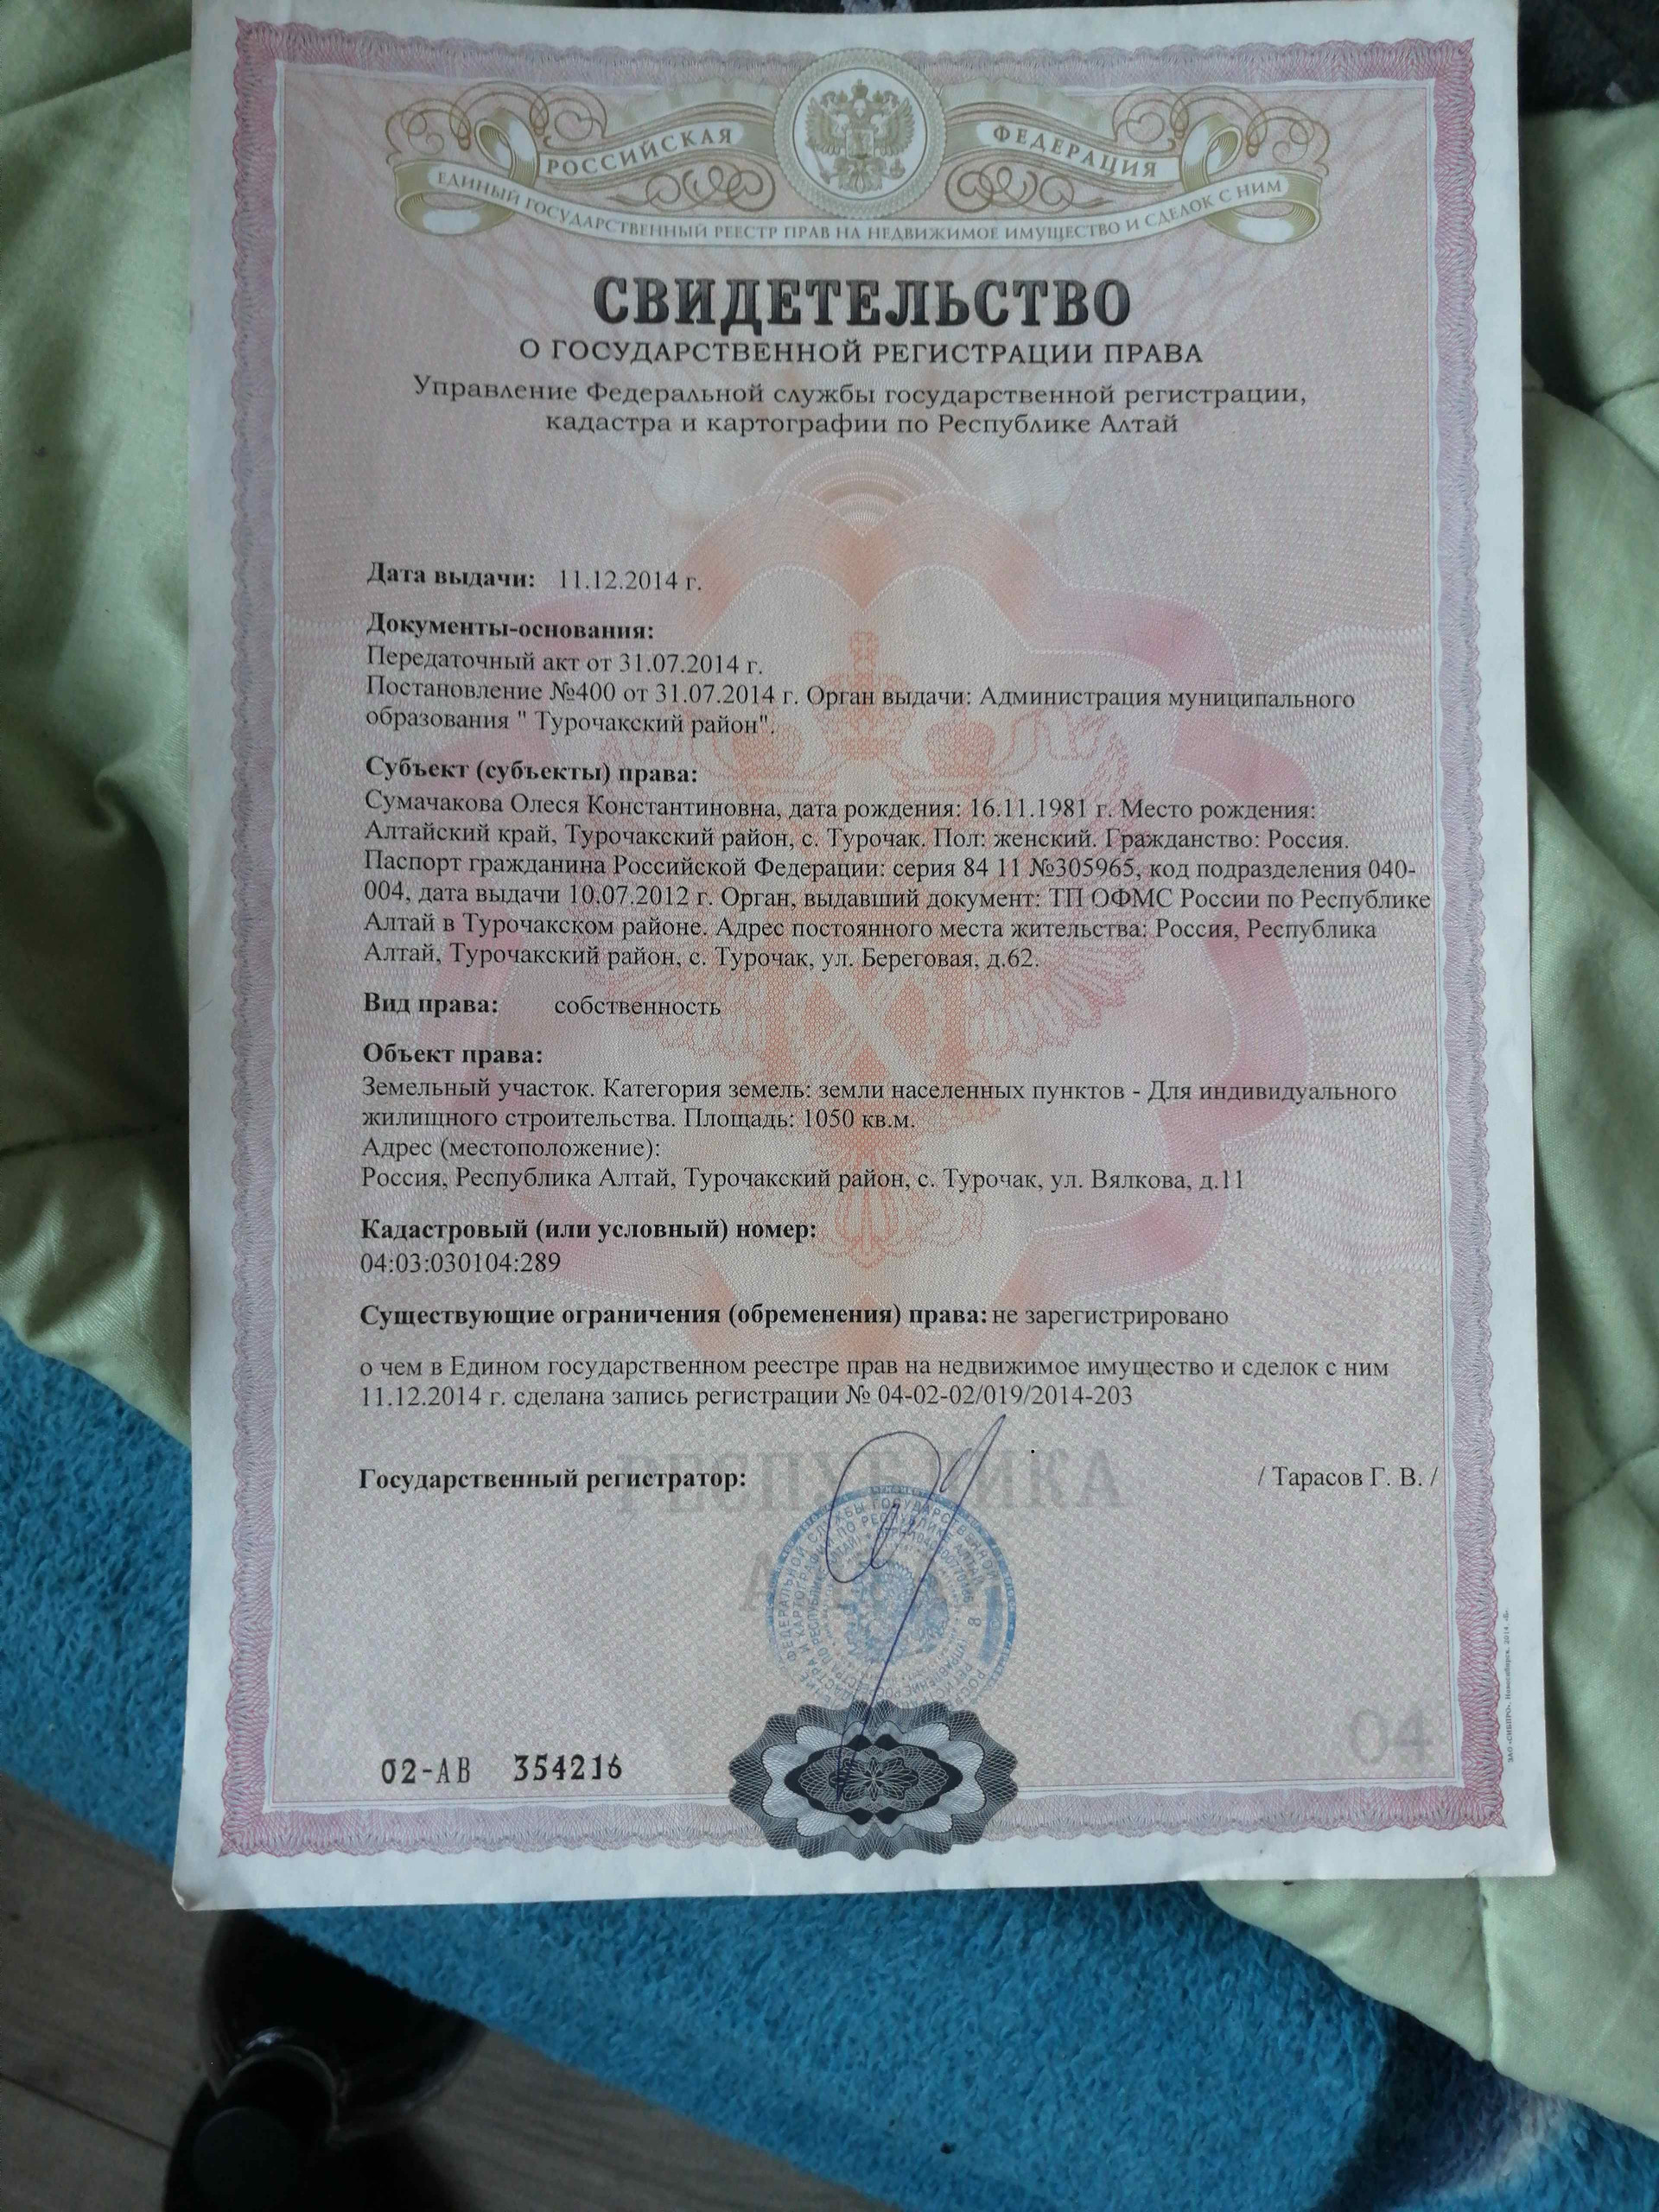 РОССИЙСКАЯ ФЕДЕРАЦИЯ
ЕДИНЫЙ ГОСУДАРСТВЕННЫЙ РЕЕСТР ПРАВ НА НЕДВИЖИМОЕ ИМУЩЕСТВО И СДЕЛОК С НИМ
СВИДЕТЕЛЬСТВО
О ГОСУДАРСТВЕННОЙ РЕГИСТРАЦИИ ПРАВА
Управление Федеральной службы государственной регистрации,
кадастра и картографии по Республике Алтай
Дата выдачи: 11.12.2014 г.
Документы-основания:
Передаточный акт от 31.07.2014 г.
Постановление №400 от 31.07.2014 г. Орган выдачи: Администрация муниципального
образования " Турочакский район".
Субъект (субъекты) права:
Сумачакова Олеся Константиновна, дата рождения: 16.11.1981 г. Место рождения:
Алтайский край, Турочакский район, с. Турочак. Пол: женский. Гражданство: Россия.
Паспорт гражданина Российской Федерации: серия 84 11 №305965, код подразделения 040-
004, дата выдачи 10.07.2012 г. Орган, выдавший документ: ТП ОФМС России по Республике
Алтай в Турочакском районе. Адрес постоянного места жительства: Россия, Республика
Алтай, Турочакский район, с. Турочак, ул. Береговая, д.62.
Вид права: собственность
Объект права:
Земельный участок. Категория земель: земли населенных пунктов - Для индивидуального
жилищного строительства. Площадь: 1050 кв.м.
Адрес (местоположение):
Россия, Республика Алтай, Турочакский район, с. Турочак, ул. Вялкова, д.11
Кадастровый (или условный) номер:
04:03:030104:289
Существующие ограничения (обременения) права: не зарегистрировано
о чем в Едином государственном реестре прав на недвижимое имущество и сделок с ним
11.12.2014 г. сделана запись регистрации № 04-02-02/019/2014-203
РЕСПУБЛИКА
Государственный регистратор: / Тарасов Г. В. /
04
02-АВ 354216
ЗАО «СИБПРО», Новосибирск, 2014, «Б»